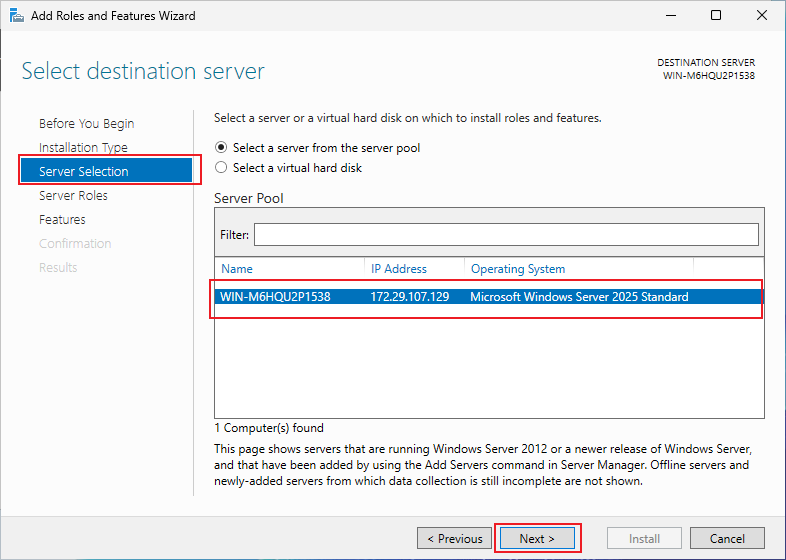 Add Roles and Features Wizard
Select destination server
DESTINATION SERVER
WIN-M6HQU2P1538
Before You Begin
Installation Type
Server Selection
Server Roles
Features
Confirmation
Results
Select a server or a virtual hard disk on which to install roles and features.
Select a server from the server pool
Select a virtual hard disk
Server Pool
Filter:
Name IP Address Operating System
WIN-M6HQU2P1538 172.29.107.129 Microsoft Windows Server 2025 Standard
1 Computer(s) found
This page shows servers that are running Windows Server 2012 or a newer release of Windows Server,
and that have been added by using the Add Servers command in Server Manager. Offline servers and
newly-added servers from which data collection is still incomplete are not shown.
< Previous Next > Install Cancel